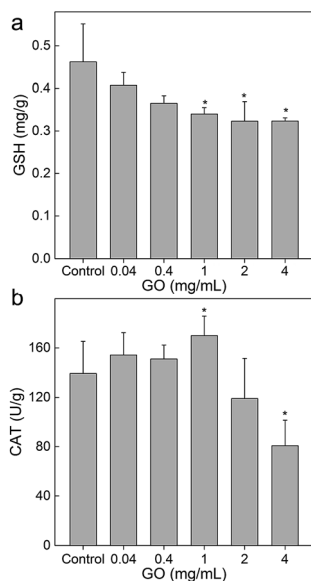 a
GSH (mg/g)
0.5
0.4
0.3
0.2
0.1
0.0
* * *
Control 0.04 0.4 1 2 4
GO (mg/mL)
b
CAT (U/g)
160
120
80
40
0
* *
Control 0.04 0.4 1 2 4
GO (mg/mL)